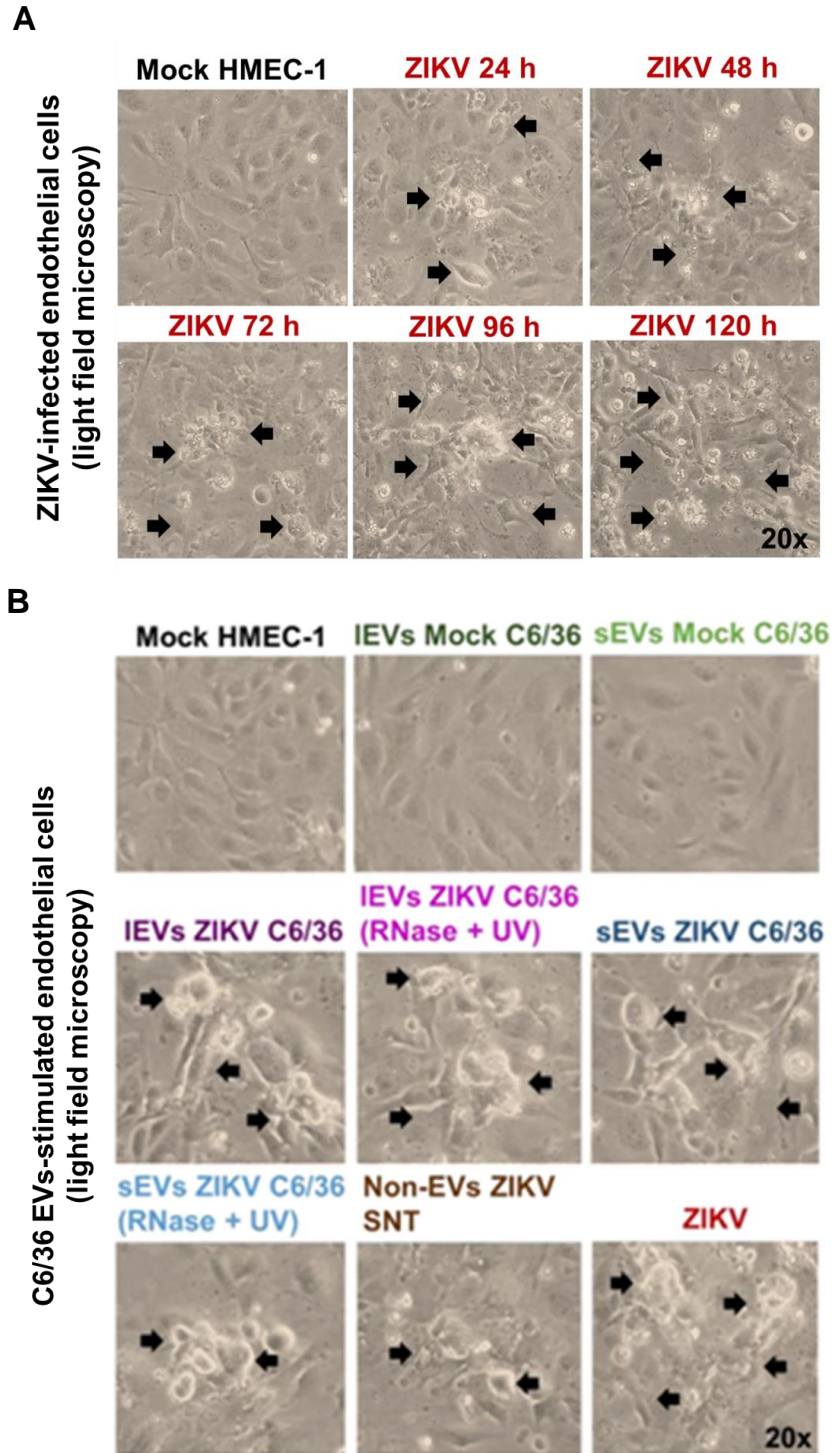 A
Mock HMEC-1
ZIKV 24 h
ZIKV 48 h
ZIKV-infected endothelial cells
(light field microscopy)
ZIKV 72 h
ZIKV 96 h
ZIKV 120 h
20x
B
Mock HMEC-1
lEVs Mock C6/36
sEVs Mock C6/36
C6/36 EVs-stimulated endothelial cells
(light field microscopy)
lEVs ZIKV C6/36
lEVs ZIKV C6/36
(RNase + UV)
sEVs ZIKV C6/36
sEVs ZIKV C6/36
(RNase + UV)
Non-EVs ZIKV
SNT
ZIKV
20x